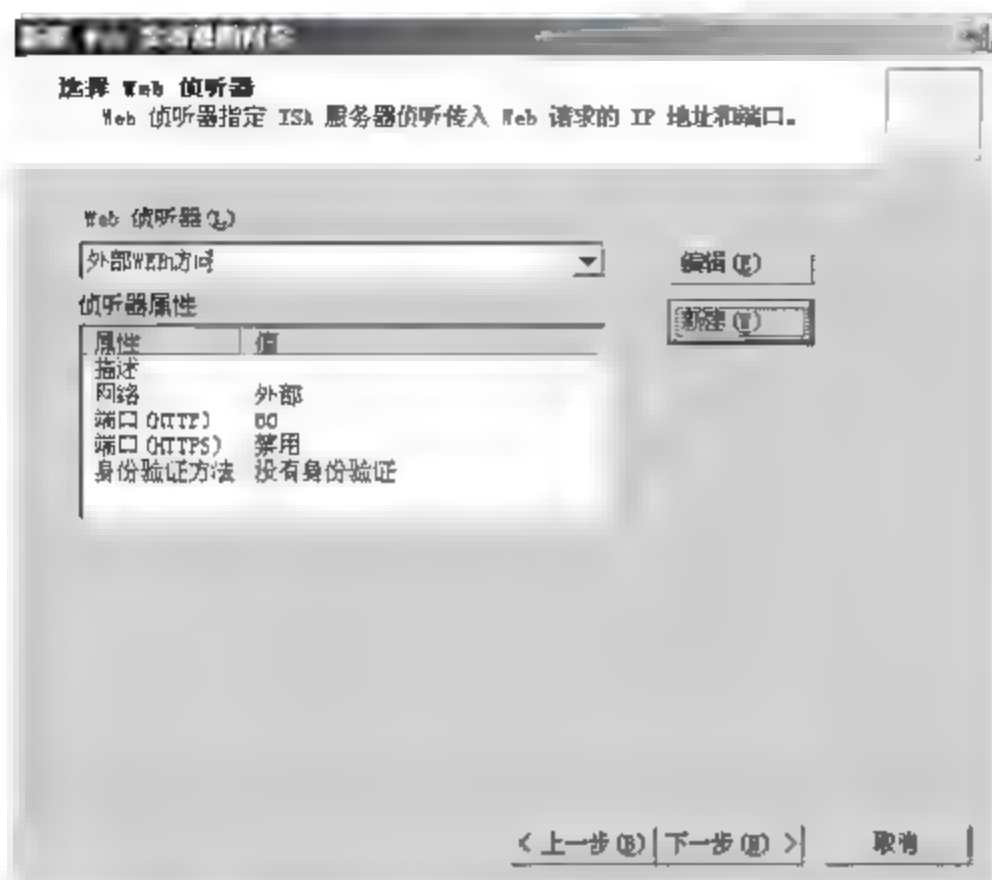 选择 Web 侦听器
Web 侦听器指定 ISA 服务器侦听传入 Web 请求的 IP 地址和端口。
Web 侦听器(L)
外部WEB方向
编辑(E)
侦听器属性
新建(W)
属性 值
描述
网络 外部
端口(HTTP) 80
端口(HTTPS) 禁用
身份验证方法 没有身份验证
< 上一步(B) 下一步(N) > 取消